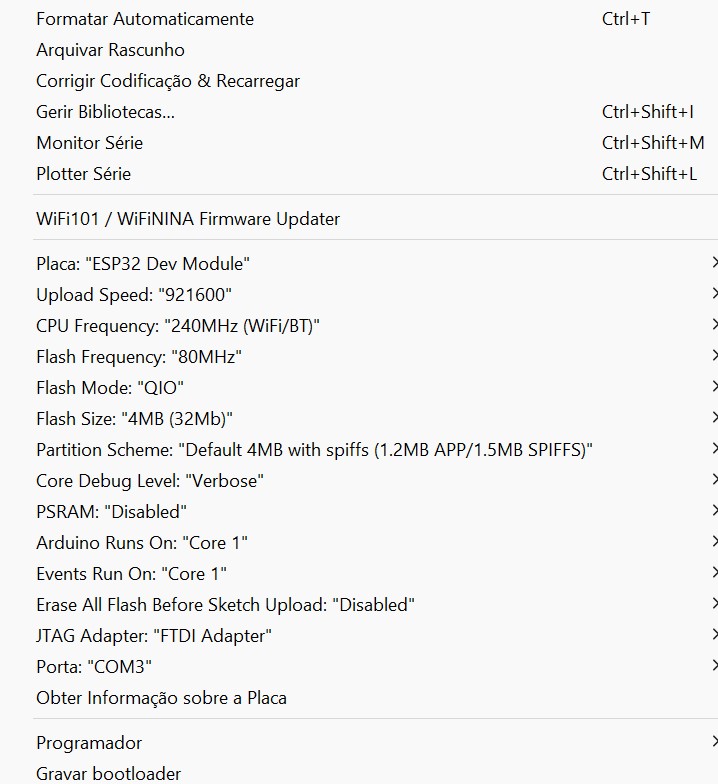 Formatar Automaticamente Ctrl+T
Arquivar Rascunho
Corrigir Codificação & Recarregar
Gerir Bibliotecas... Ctrl+Shift+I
Monitor Série Ctrl+Shift+M
Plotter Série Ctrl+Shift+L
WiFi101 / WiFiNINA Firmware Updater
Placa: "ESP32 Dev Module"
Upload Speed: "921600"
CPU Frequency: "240MHz (WiFi/BT)"
Flash Frequency: "80MHz"
Flash Mode: "QIO"
Flash Size: "4MB (32Mb)"
Partition Scheme: "Default 4MB with spiffs (1.2MB APP/1.5MB SPIFFS)"
Core Debug Level: "Verbose"
PSRAM: "Disabled"
Arduino Runs On: "Core 1"
Events Run On: "Core 1"
Erase All Flash Before Sketch Upload: "Disabled"
JTAG Adapter: "FTDI Adapter"
Porta: "COM3"
Obter Informação sobre a Placa
Programador
Gravar bootloader